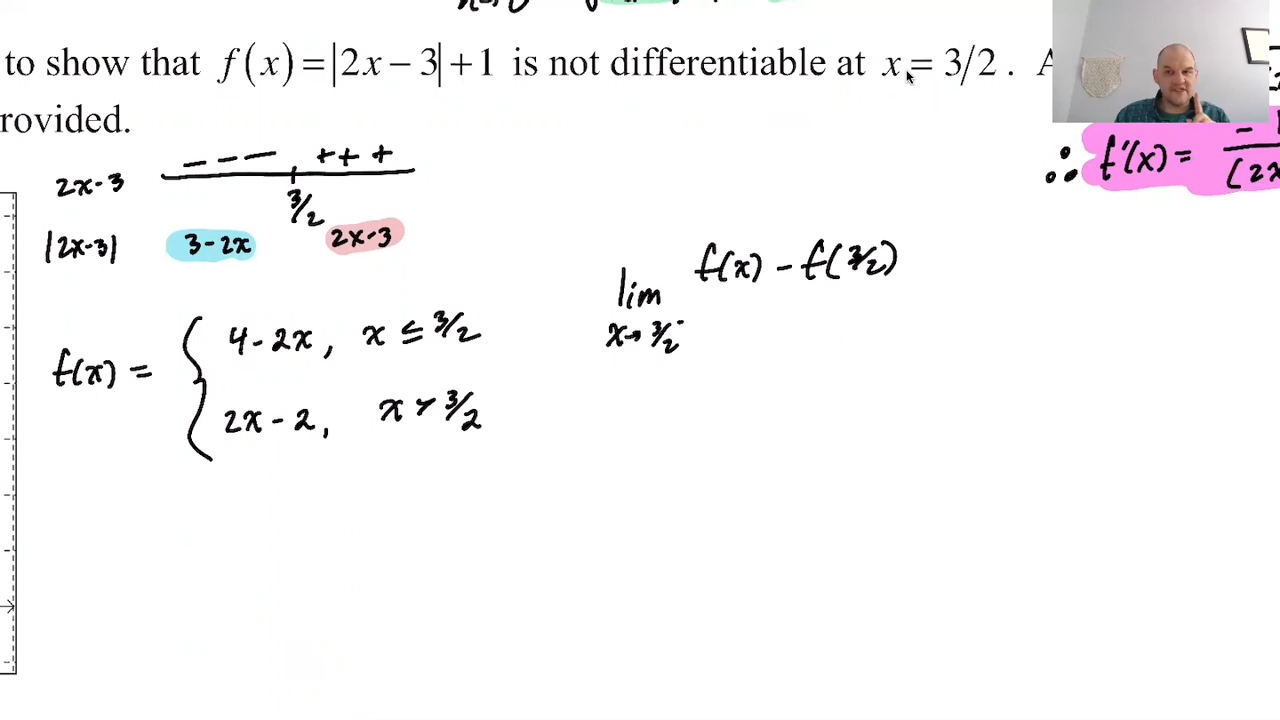 to show that f(x) = |2x − 3| + 1 is not differentiable at x = 3/2 .
rovided.
− − − + + +
2x-3
3/2
|2x-3| 3-2x 2x-3
∴ f'(x) =
lim f(x) - f(3/2)
x→3/2⁻
f(x) = { 4-2x, x ≤ 3/2
2x-2, x > 3/2